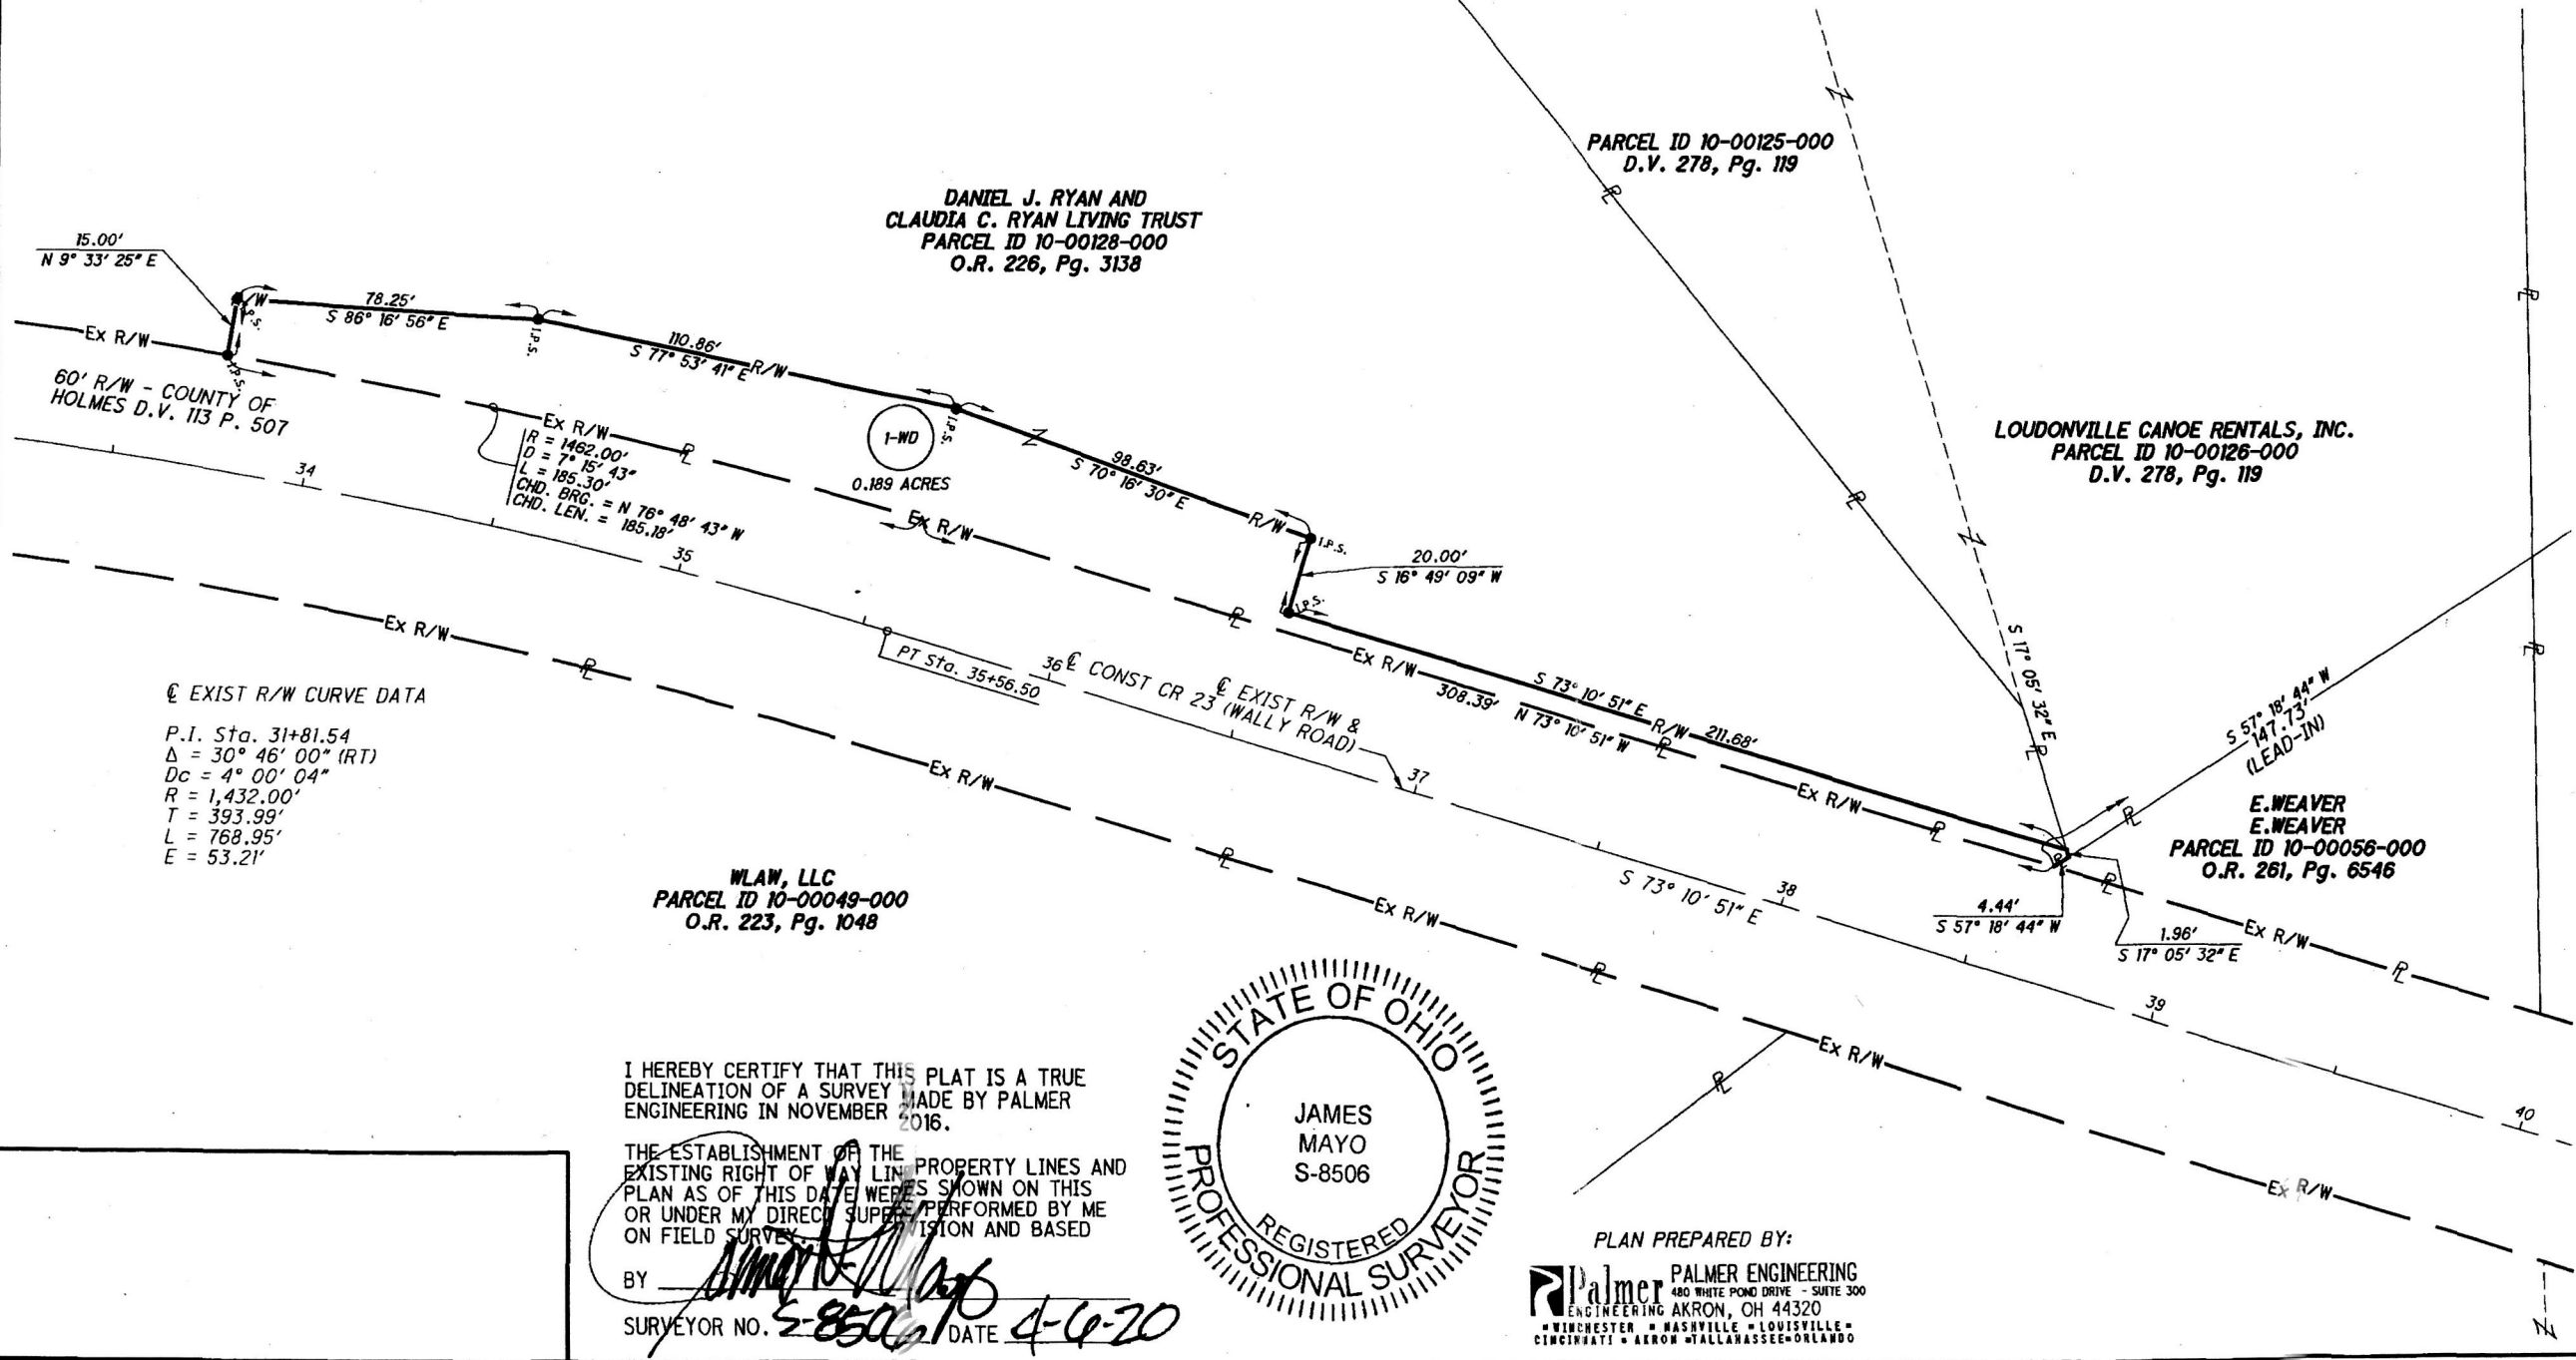 PARCEL ID 10-00125-000
D.V. 278, Pg. 119
DANIEL J. RYAN AND
CLAUDIA C. RYAN LIVING TRUST
PARCEL ID 10-00128-000
O.R. 226, Pg. 3138
15.00'
N 9° 33' 25" E
R/W
I.P.S.
I.P.S.
78.25'
S 86° 16' 56" E
I.P.S.
110.86'
S 77° 53' 41" E
R/W
I.P.S.
98.63'
S 70° 16' 30" E
R/W
I.P.S.
20.00'
S 16° 49' 09" W
I.P.S.
Ex R/W
60' R/W - COUNTY OF
HOLMES D.V. 113 P. 507
Ex R/W
R = 1462.00'
D = 7° 15' 43"
L = 185.30'
CHD. BRG. = N 76° 48' 43" W
CHD. LEN. = 185.18'
1-WD
0.189 ACRES
Ex R/W
LOUDONVILLE CANOE RENTALS, INC.
PARCEL ID 10-00126-000
D.V. 278, Pg. 119
34
35
PT Sta. 35+56.50
36
℄ CONST CR 23 (WALLY ROAD)
℄ EXIST R/W &
37
Ex R/W
308.39'
N 73° 10' 51" W
S 73° 10' 51" E
R/W
211.68'
Ex R/W
S 17° 05' 32" E
S 57° 18' 44" W
147.73'
(LEAD-IN)
E.WEAVER
E.WEAVER
PARCEL ID 10-00056-000
O.R. 261, Pg. 6546
4.44'
S 57° 18' 44" W
1.96'
S 17° 05' 32" E
Ex R/W
S 73° 10' 51" E
38
39
40
Ex R/W
Ex R/W
Ex R/W
Ex R/W
Ex R/W
℄ EXIST R/W CURVE DATA
P.I. Sta. 31+81.54
Δ = 30° 46' 00" (RT)
Dc = 4° 00' 04"
R = 1,432.00'
T = 393.99'
L = 768.95'
E = 53.21'
WLAW, LLC
PARCEL ID 10-00049-000
O.R. 223, Pg. 1048
I HEREBY CERTIFY THAT THIS PLAT IS A TRUE
DELINEATION OF A SURVEY MADE BY PALMER
ENGINEERING IN NOVEMBER 2016.
THE ESTABLISHMENT OF THE PROPERTY LINES AND
EXISTING RIGHT OF WAY LINES SHOWN ON THIS
PLAN AS OF THIS DATE WERE PERFORMED BY ME
OR UNDER MY DIRECT SUPERVISION AND BASED
ON FIELD SURVEY.
BY
SURVEYOR NO. S-8506 DATE 4-6-20
STATE OF OHIO
JAMES
MAYO
S-8506
REGISTERED
PROFESSIONAL SURVEYOR
PLAN PREPARED BY:
Palmer
ENGINEERING
PALMER ENGINEERING
480 WHITE POND DRIVE - SUITE 300
AKRON, OH 44320
▪ WINCHESTER ▪ NASHVILLE ▪ LOUISVILLE ▪
CINCINNATI ▪ AKRON ▪ TALLAHASSEE ▪ ORLANDO